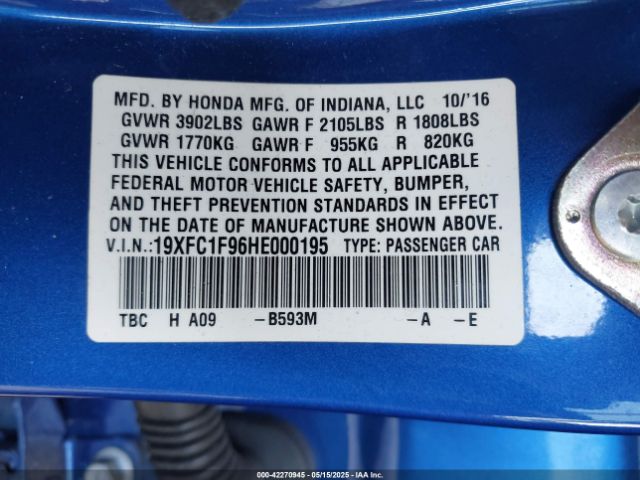 MFD. BY HONDA MFG. OF INDIANA, LLC 10/'16
GVWR 3902LBS GAWR F 2105LBS R 1808LBS
GVWR 1770KG GAWR F 955KG R 820KG
THIS VEHICLE CONFORMS TO ALL APPLICABLE
FEDERAL MOTOR VEHICLE SAFETY, BUMPER,
AND THEFT PREVENTION STANDARDS IN EFFECT
ON THE DATE OF MANUFACTURE SHOWN ABOVE.
V.I.N.:19XFC1F96HE000195 TYPE: PASSENGER CAR
TBC H A09 -B593M -A -E
000-42270945 - 05/15/2025 - IAAI.COM